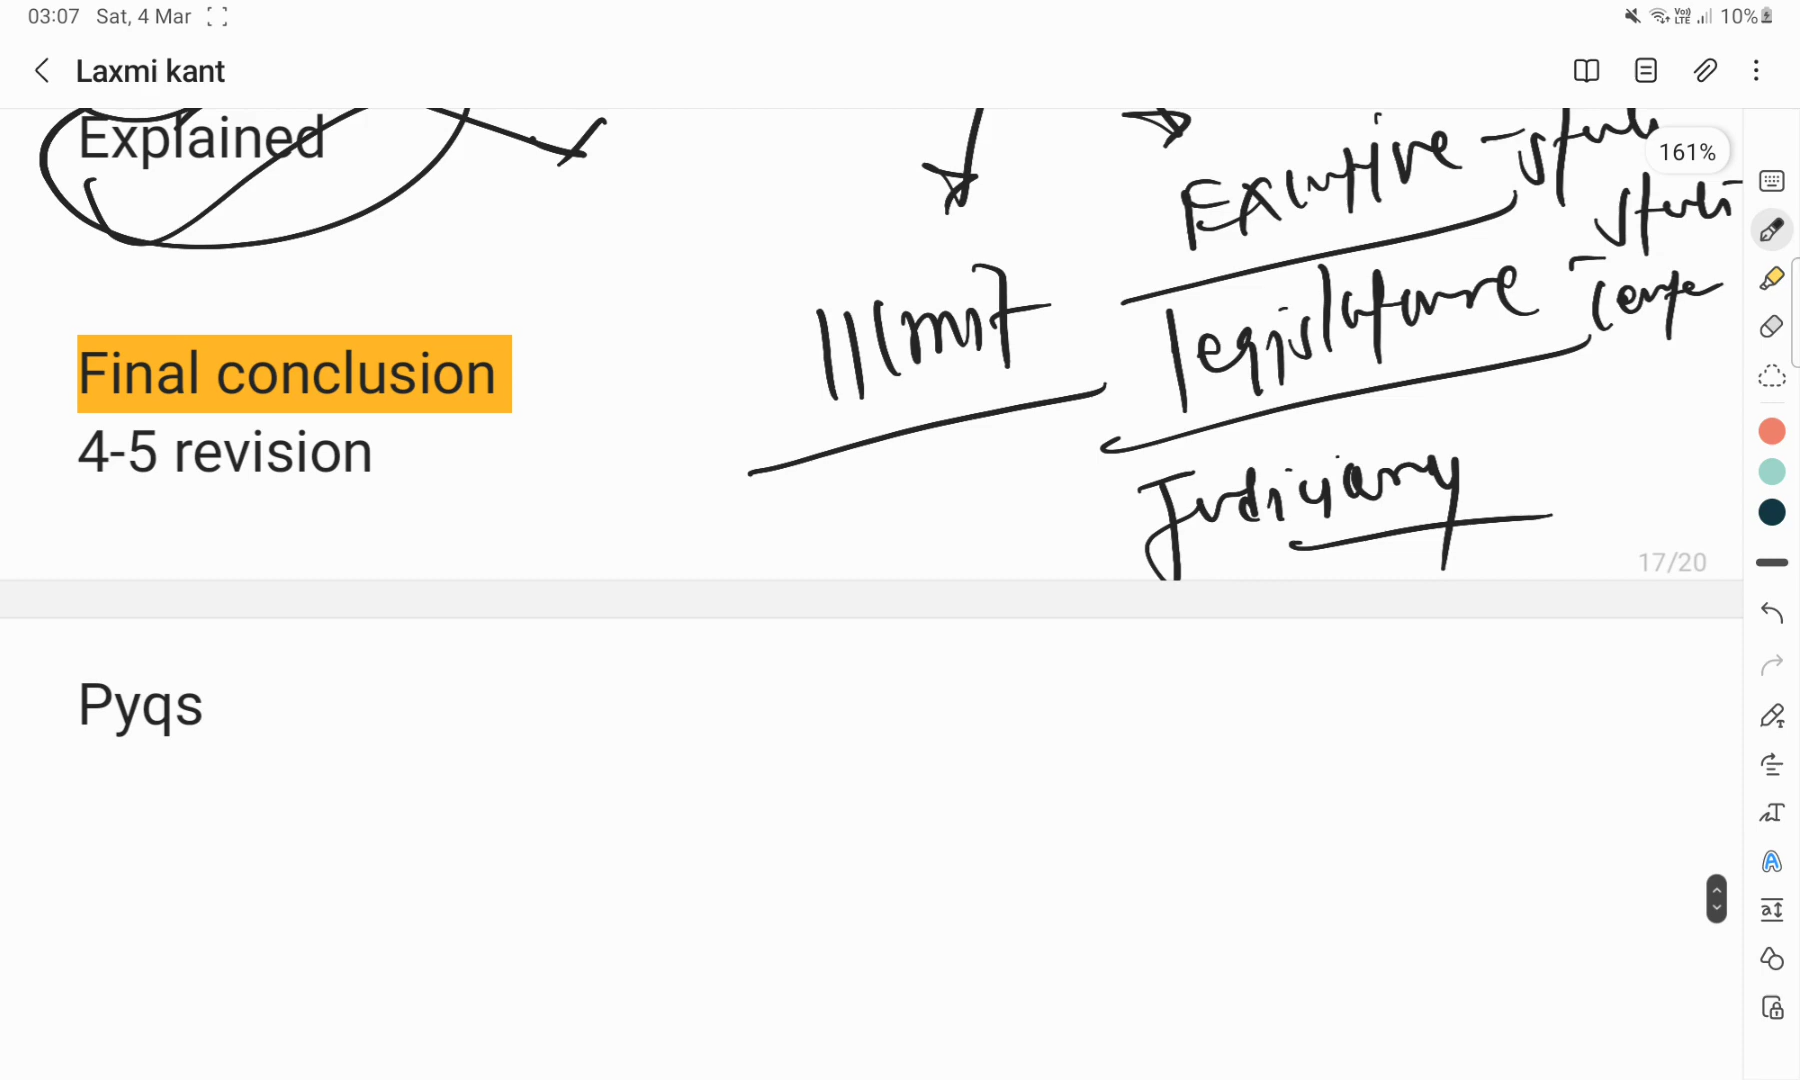 03:07 Sat, 4 Mar
10%
Laxmi kant
161%
Explained
Executive -
Legislature -
Judiciary
Final conclusion
4-5 revision
17/20
Pyqs